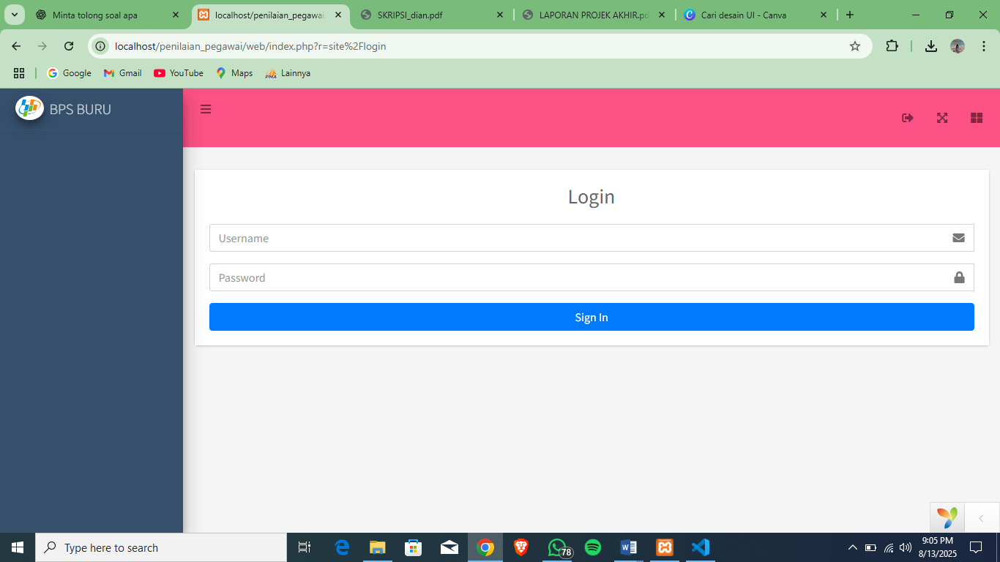 Minta tolong soal apa
localhost/penilaian_pegawai
SKRIPSI_dian.pdf
LAPORAN PROJEK AKHIR.pd
Cari desain UI - Canva
localhost/penilaian_pegawai/web/index.php?r=site%2Flogin
Google
Gmail
YouTube
Maps
PMA
Lainnya
BPS BURU
Login
Username
Password
Sign In
Type here to search
78
9:05 PM
8/13/2025